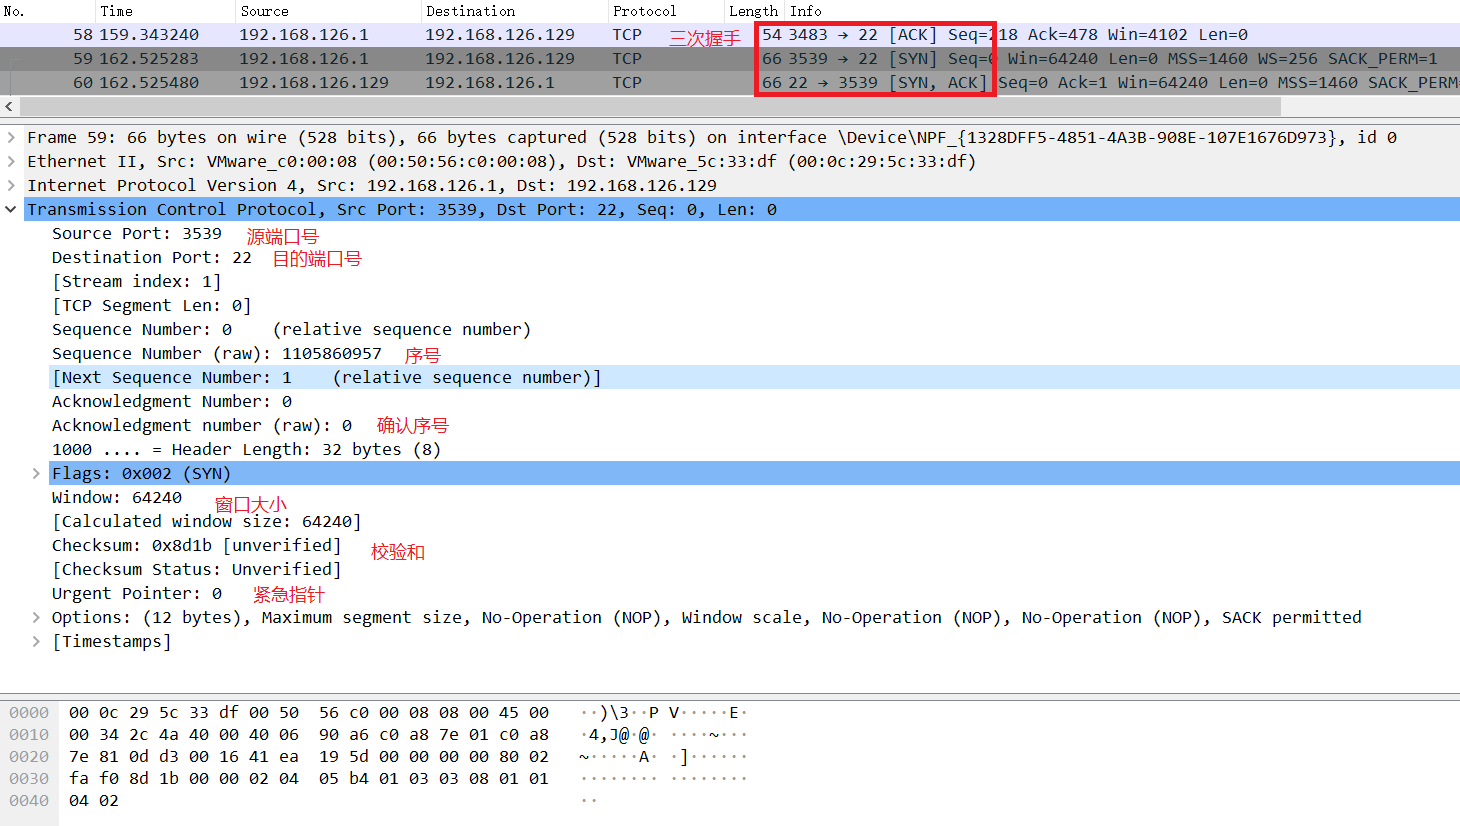 No. Time Source Destination Protocol Length Info
58 159.343240 192.168.126.1 192.168.126.129 TCP 三次握手 54 3483 → 22 [ACK] Seq=218 Ack=478 Win=4102 Len=0
59 162.525283 192.168.126.1 192.168.126.129 TCP 66 3539 → 22 [SYN] Seq=0 Win=64240 Len=0 MSS=1460 WS=256 SACK_PERM=1
60 162.525480 192.168.126.129 192.168.126.1 TCP 66 22 → 3539 [SYN, ACK] Seq=0 Ack=1 Win=64240 Len=0 MSS=1460 SACK_PERM=
Frame 59: 66 bytes on wire (528 bits), 66 bytes captured (528 bits) on interface \Device\NPF_{1328DFF5-4851-4A3B-908E-107E1676D973}, id 0
Ethernet II, Src: VMware_c0:00:08 (00:50:56:c0:00:08), Dst: VMware_5c:33:df (00:0c:29:5c:33:df)
Internet Protocol Version 4, Src: 192.168.126.1, Dst: 192.168.126.129
Transmission Control Protocol, Src Port: 3539, Dst Port: 22, Seq: 0, Len: 0
Source Port: 3539 源端口号
Destination Port: 22 目的端口号
[Stream index: 1]
[TCP Segment Len: 0]
Sequence Number: 0 (relative sequence number)
Sequence Number (raw): 1105860957 序号
[Next Sequence Number: 1 (relative sequence number)]
Acknowledgment Number: 0
Acknowledgment number (raw): 0 确认序号
1000 .... = Header Length: 32 bytes (8)
Flags: 0x002 (SYN)
Window: 64240 窗口大小
[Calculated window size: 64240]
Checksum: 0x8d1b [unverified] 校验和
[Checksum Status: Unverified]
Urgent Pointer: 0 紧急指针
Options: (12 bytes), Maximum segment size, No-Operation (NOP), Window scale, No-Operation (NOP), No-Operation (NOP), SACK permitted
[Timestamps]
0000 00 0c 29 5c 33 df 00 50 56 c0 00 08 08 00 45 00 ··)\3··P V·····E·
0010 00 34 2c 4a 40 00 40 06 90 a6 c0 a8 7e 01 c0 a8 ·4,J@·@· ····~···
0020 7e 81 0d d3 00 16 41 ea 19 5d 00 00 00 00 80 02 ~·····A· ·]······
0030 fa f0 8d 1b 00 00 02 04 05 b4 01 03 03 08 01 01 ········ ········
0040 04 02 ··